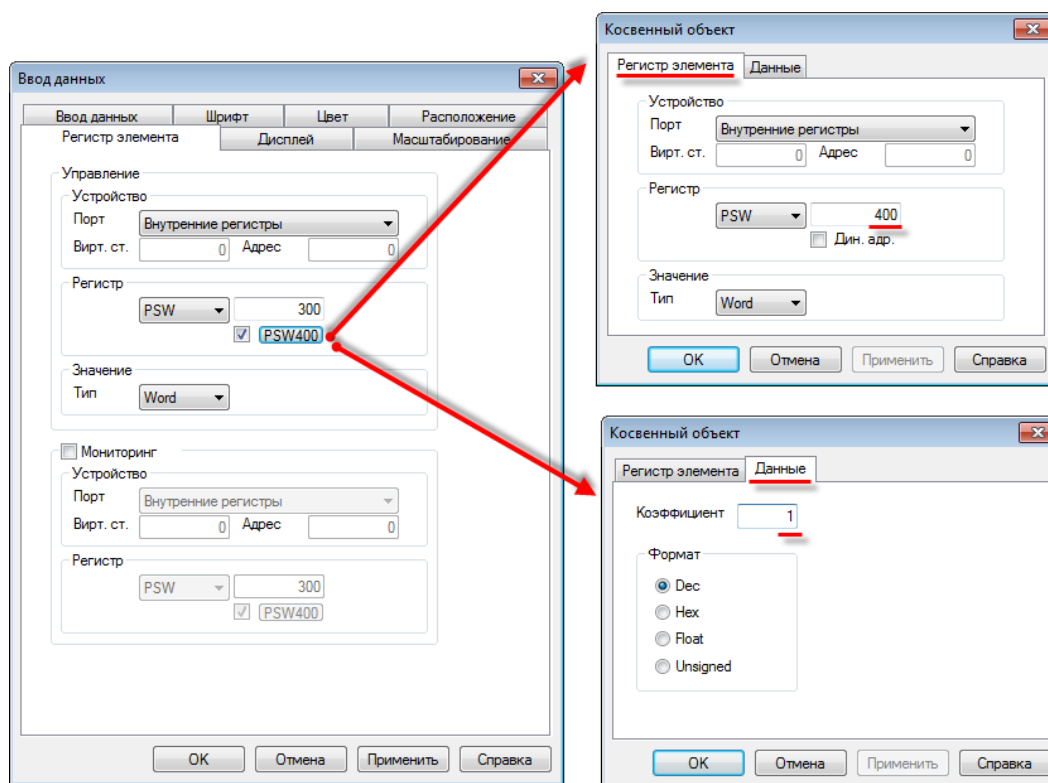 Ввод данных
Ввод данных Шрифт Цвет Расположение
Регистр элемента Дисплей Масштабирование
Управление
Устройство
Порт Внутренние регистры
Вирт. ст. 0 Адрес 0
Регистр
PSW 300
PSW400
Значение
Тип Word
Мониторинг
Устройство
Порт Внутренние регистры
Вирт. ст. 0 Адрес 0
Регистр
PSW 300
PSW400
OK Отмена Применить Справка
Косвенный объект
Регистр элемента Данные
Устройство
Порт Внутренние регистры
Вирт. ст. 0 Адрес 0
Регистр
PSW 400
Дин. адр.
Значение
Тип Word
OK Отмена Применить Справка
Косвенный объект
Регистр элемента Данные
Коэффициент 1
Формат
Dec
Hex
Float
Unsigned
OK Отмена Применить Справка